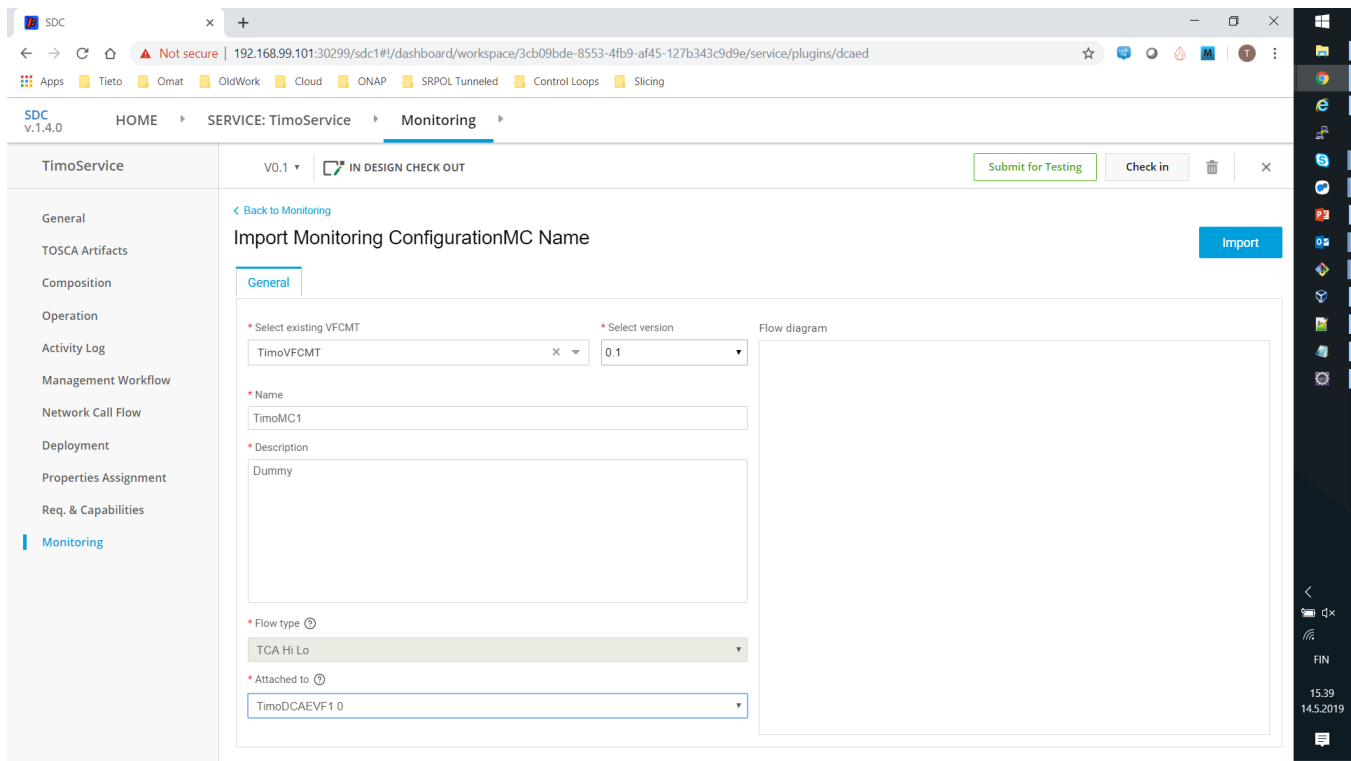 SDC
Not secure | 192.168.99.101:30299/sdc1#!/dashboard/workspace/3cb09bde-8553-4fb9-af45-127b343c9d9e/service/plugins/dcaed
Apps Tieto Omat OldWork Cloud ONAP SRPOL Tunneled Control Loops Slicing
SDC
v.1.4.0
HOME SERVICE: TimoService Monitoring
TimoService
V0.1 IN DESIGN CHECK OUT Submit for Testing Check in
General
TOSCA Artifacts
Composition
Operation
Activity Log
Management Workflow
Network Call Flow
Deployment
Properties Assignment
Req. & Capabilities
Monitoring
< Back to Monitoring
Import Monitoring ConfigurationMC Name
Import
General
* Select existing VFCMT * Select version Flow diagram
TimoVFCMT 0.1
* Name
TimoMC1
* Description
Dummy
* Flow type ?
TCA Hi Lo
* Attached to ?
TimoDCAEVF1 0
FIN
15.39
14.5.2019